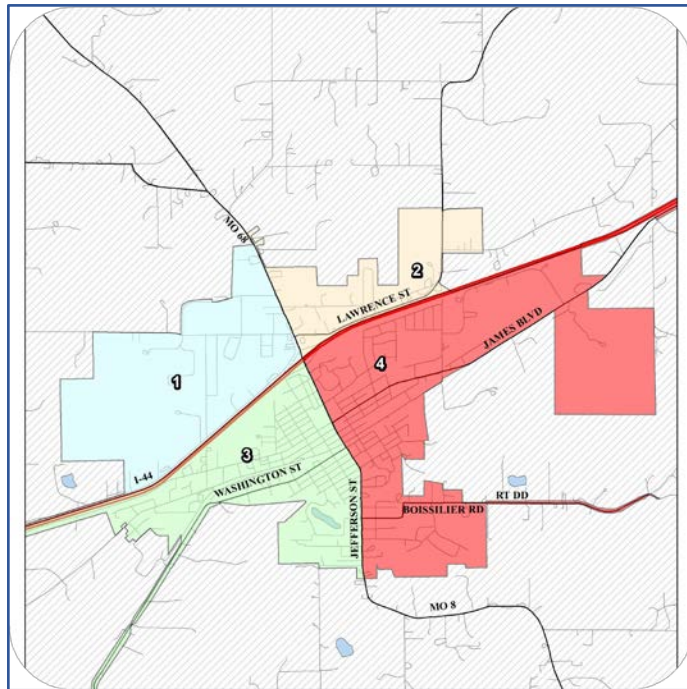 MO 68
2
LAWRENCE ST
JAMES BLVD
4
1
3
I-44
WASHINGTON ST
JEFFERSON ST
RT DD
BOISSILIER RD
MO 8